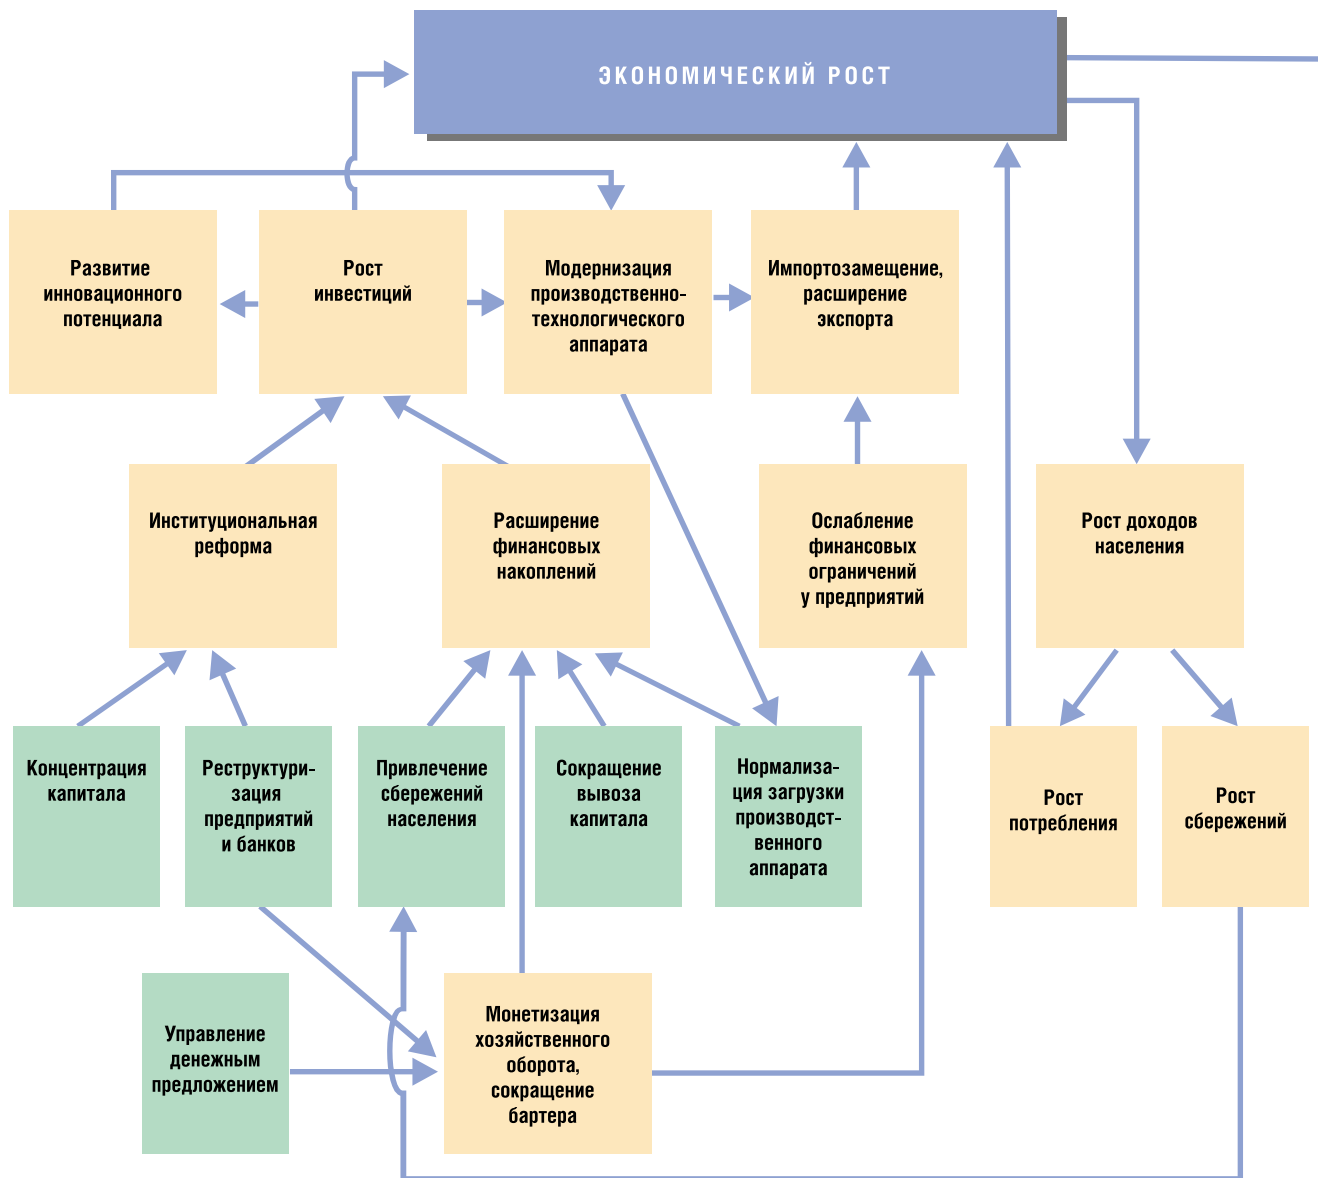 ЭКОНОМИЧЕСКИЙ РОСТ
Развитие
инновационного
потенциала
Рост
инвестиций
Модернизация
производственно-
технологического
аппарата
Импортозамещение,
расширение
экспорта
Институциональная
реформа
Расширение
финансовых
накоплений
Ослабление
финансовых
ограничений
у предприятий
Рост доходов
населения
Концентрация
капитала
Реструктури-
зация
предприятий
и банков
Привлечение
сбережений
населения
Сокращение
вывоза
капитала
Нормализа-
ция загрузки
производст-
венного
аппарата
Рост
потребления
Рост
сбережений
Управление
денежным
предложением
Монетизация
хозяйственного
оборота,
сокращение
бартера